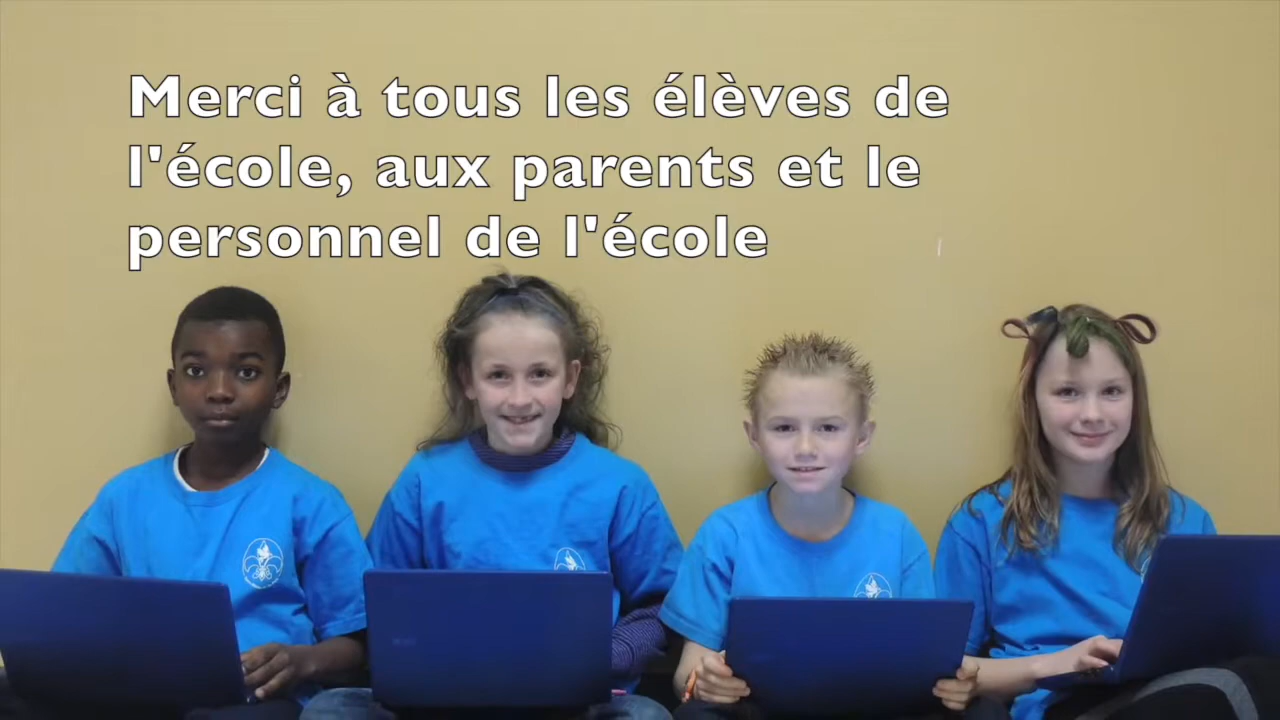 Merci à tous les élèves de
l'école, aux parents et le
personnel de l'école